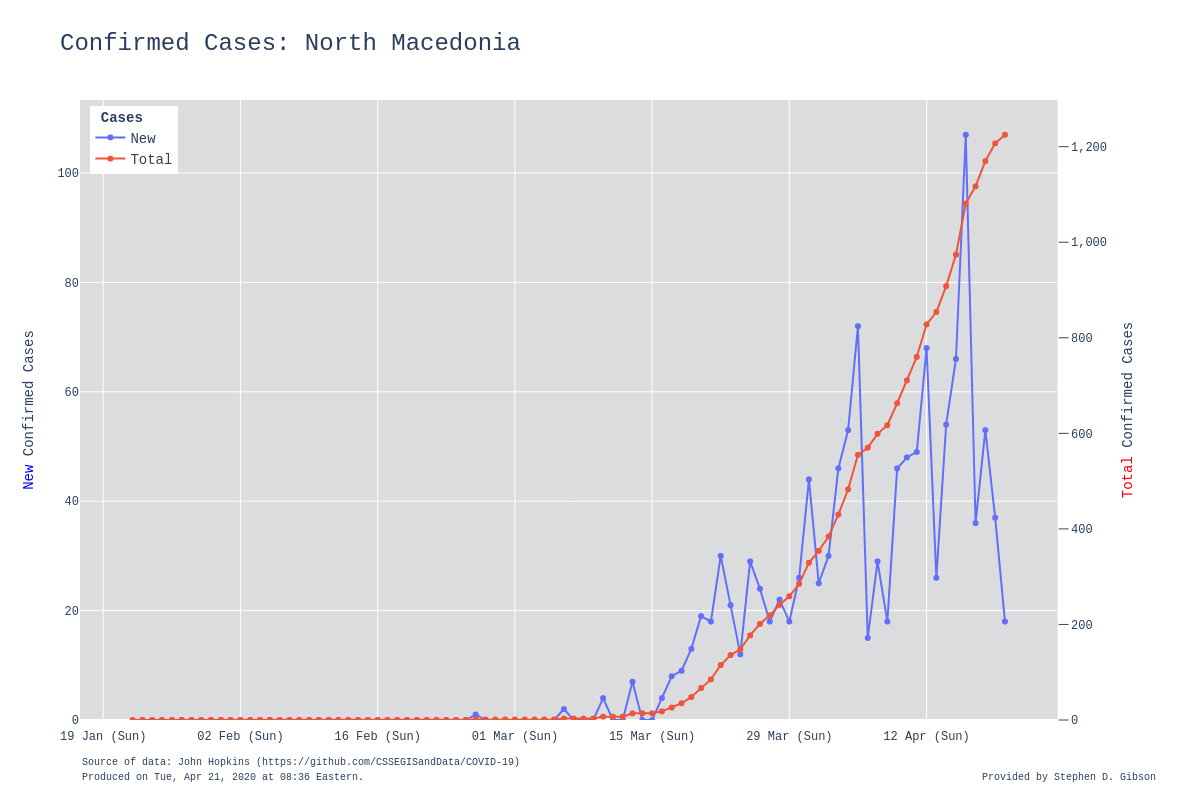 Confirmed Cases: North Macedonia
Cases
New
Total
100
80
60
40
20
0
1,200
1,000
800
600
400
200
0
New Confirmed Cases
Total Confirmed Cases
19 Jan (Sun)
02 Feb (Sun)
16 Feb (Sun)
01 Mar (Sun)
15 Mar (Sun)
29 Mar (Sun)
12 Apr (Sun)
Source of data: John Hopkins (https://github.com/CSSEGISandData/COVID-19)
Produced on Tue, Apr 21, 2020 at 08:36 Eastern.
Provided by Stephen D. Gibson